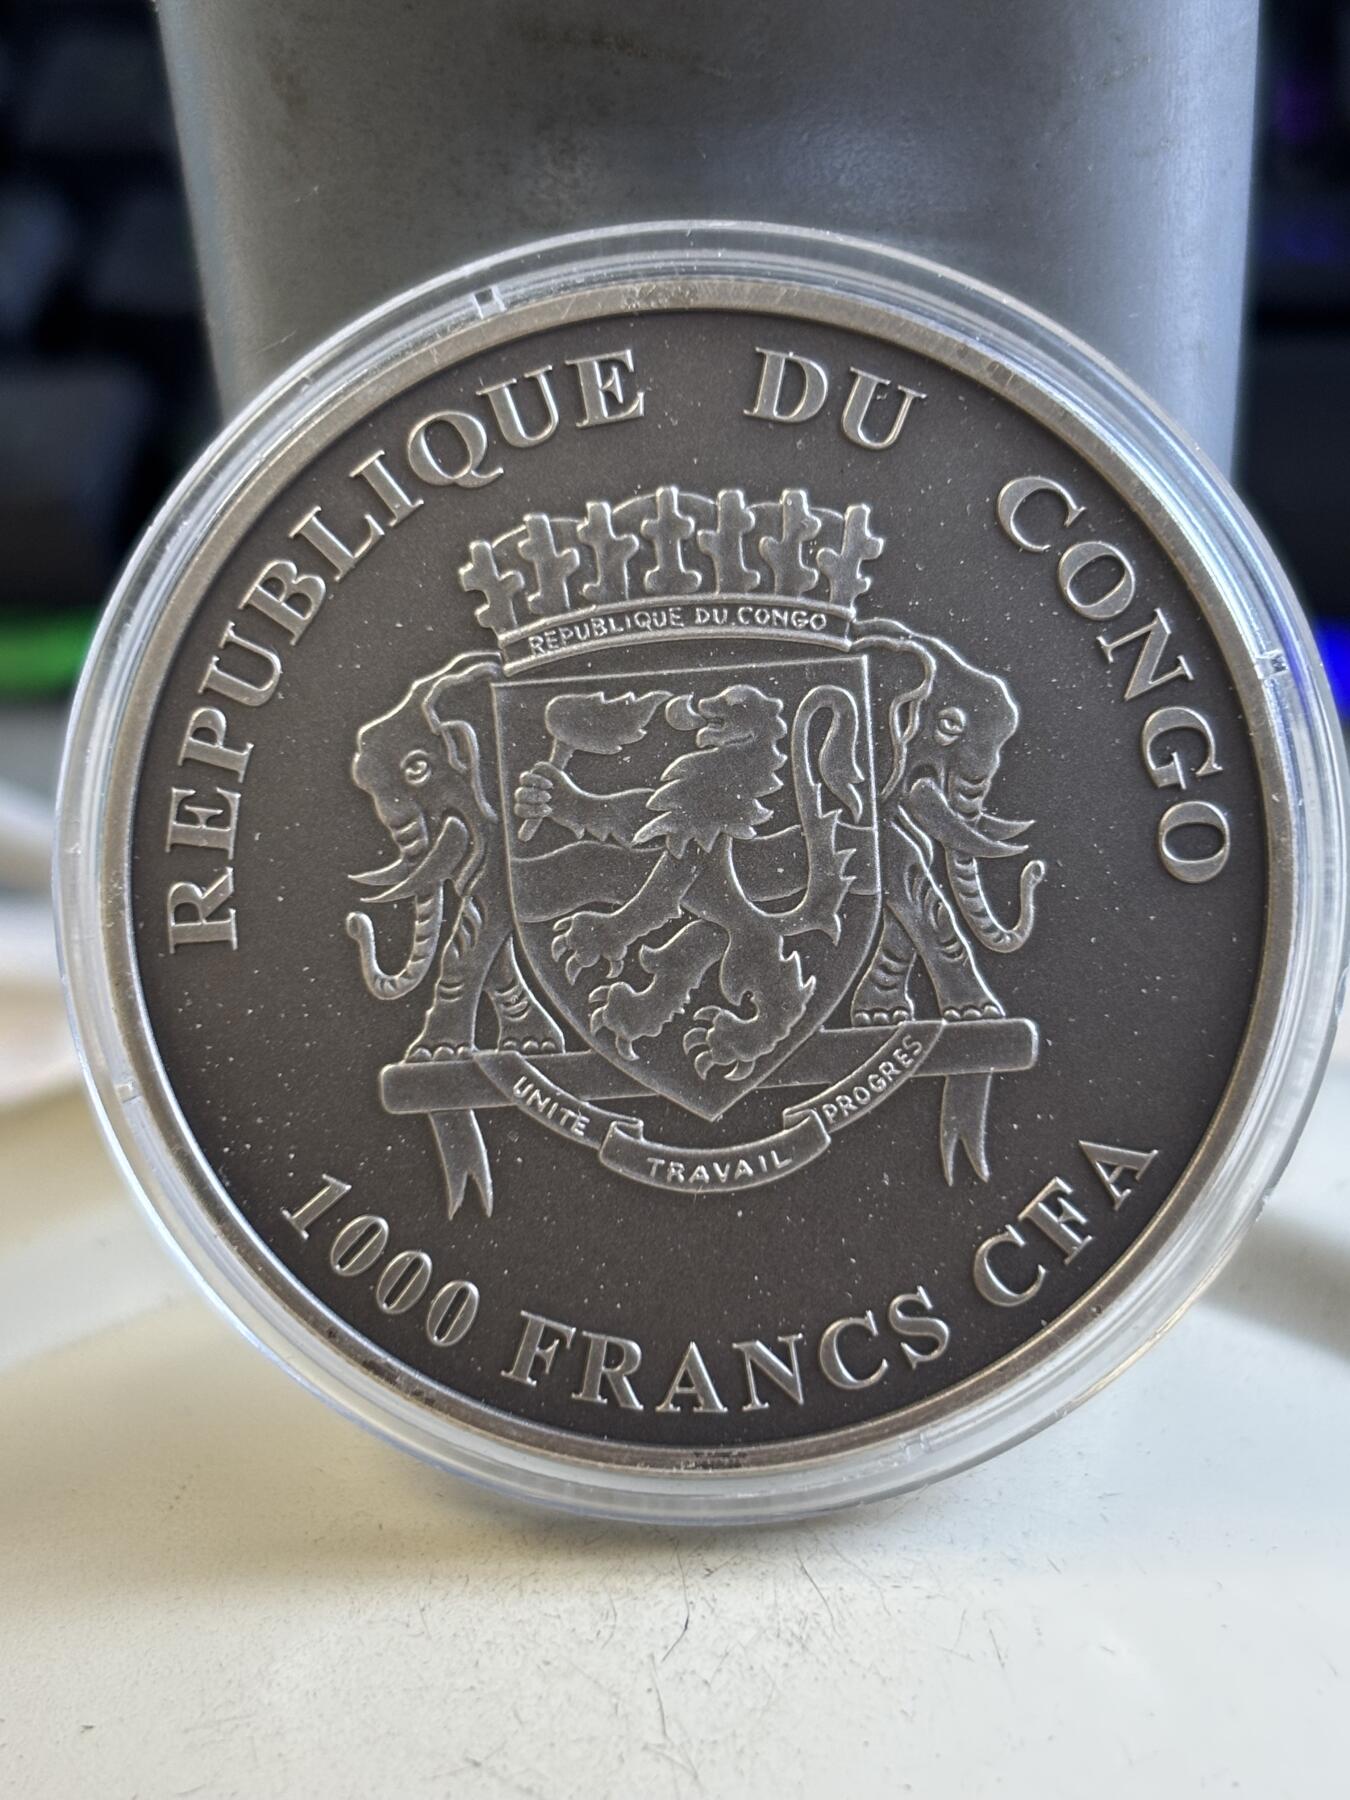 REPUBLIQUE DU CONGO
REPUBLIQUE DU CONGO
UNITE TRAVAIL PROGRES
1000 FRANCS CFA